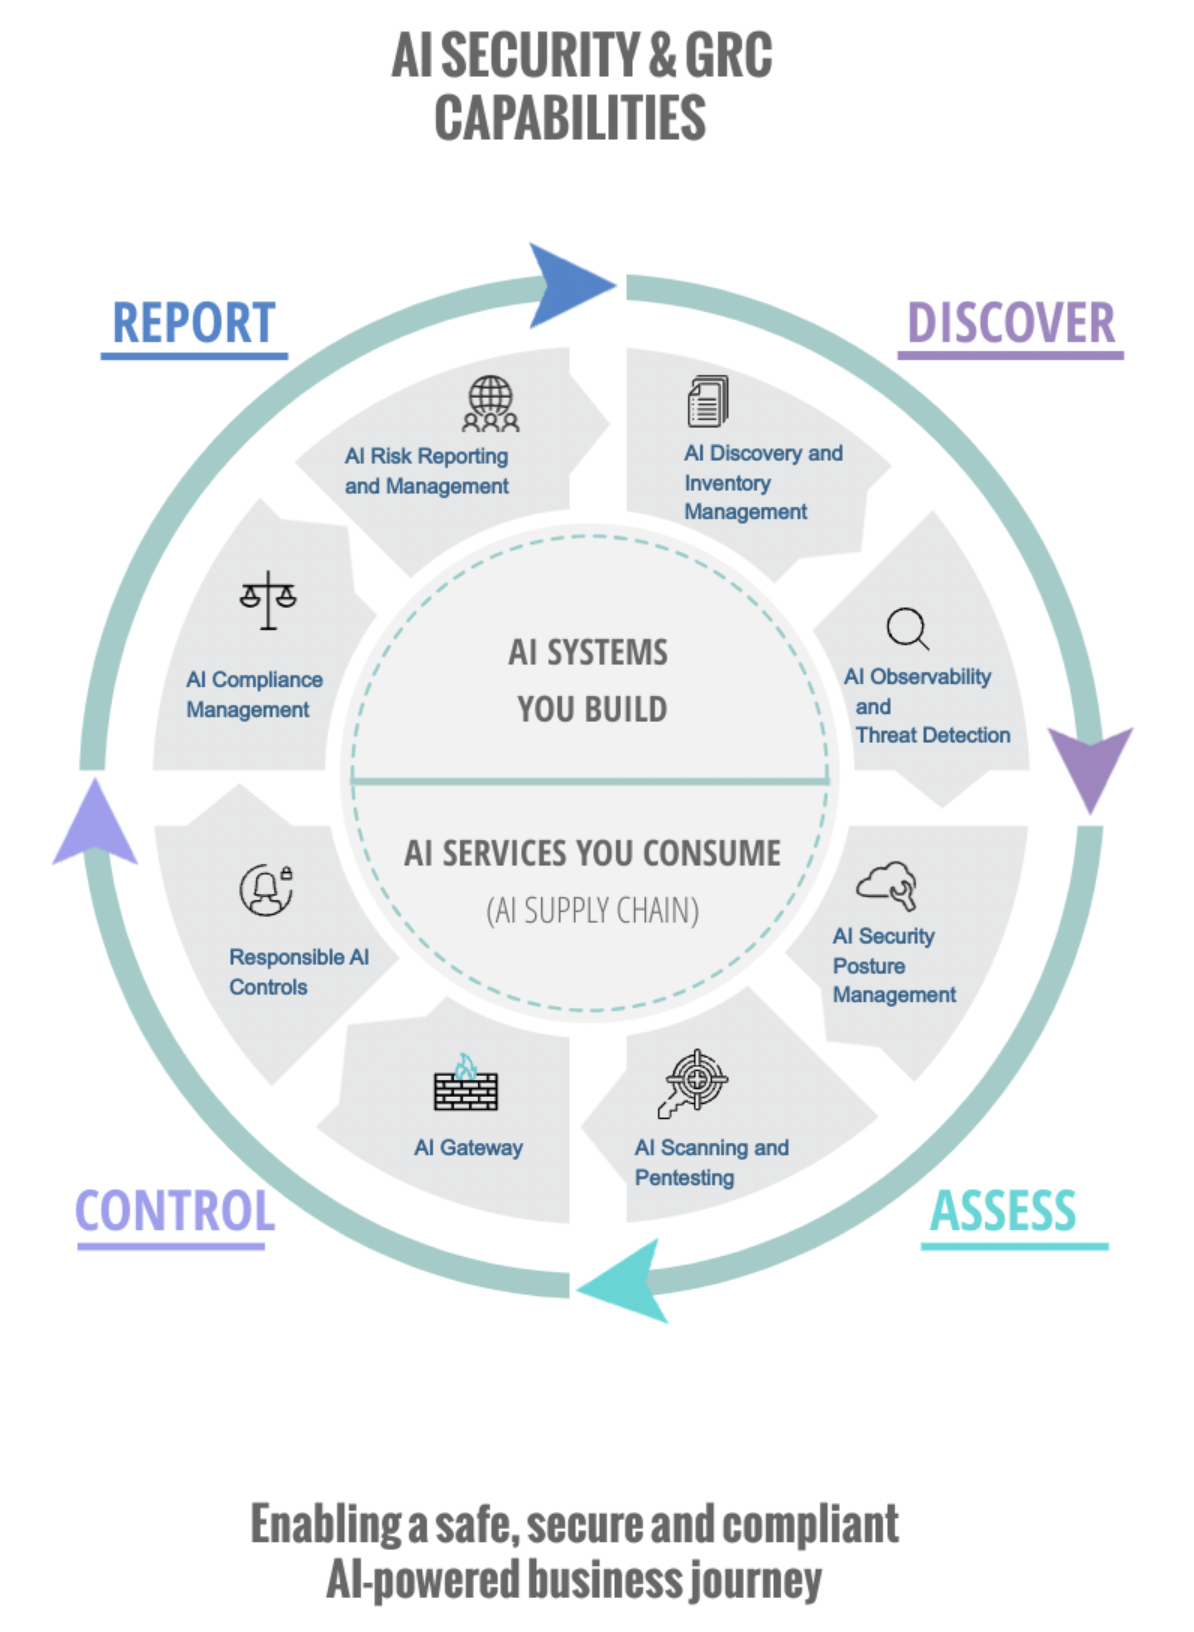 AI SECURITY & GRC
CAPABILITIES
REPORT
DISCOVER
AI Risk Reporting
and Management
AI Discovery and
Inventory
Management
AI Compliance
Management
AI Observability
and
Threat Detection
AI SYSTEMS
YOU BUILD
AI SERVICES YOU CONSUME
(AI SUPPLY CHAIN)
Responsible AI
Controls
AI Security
Posture
Management
AI Gateway
AI Scanning and
Pentesting
CONTROL
ASSESS
Enabling a safe, secure and compliant
AI-powered business journey